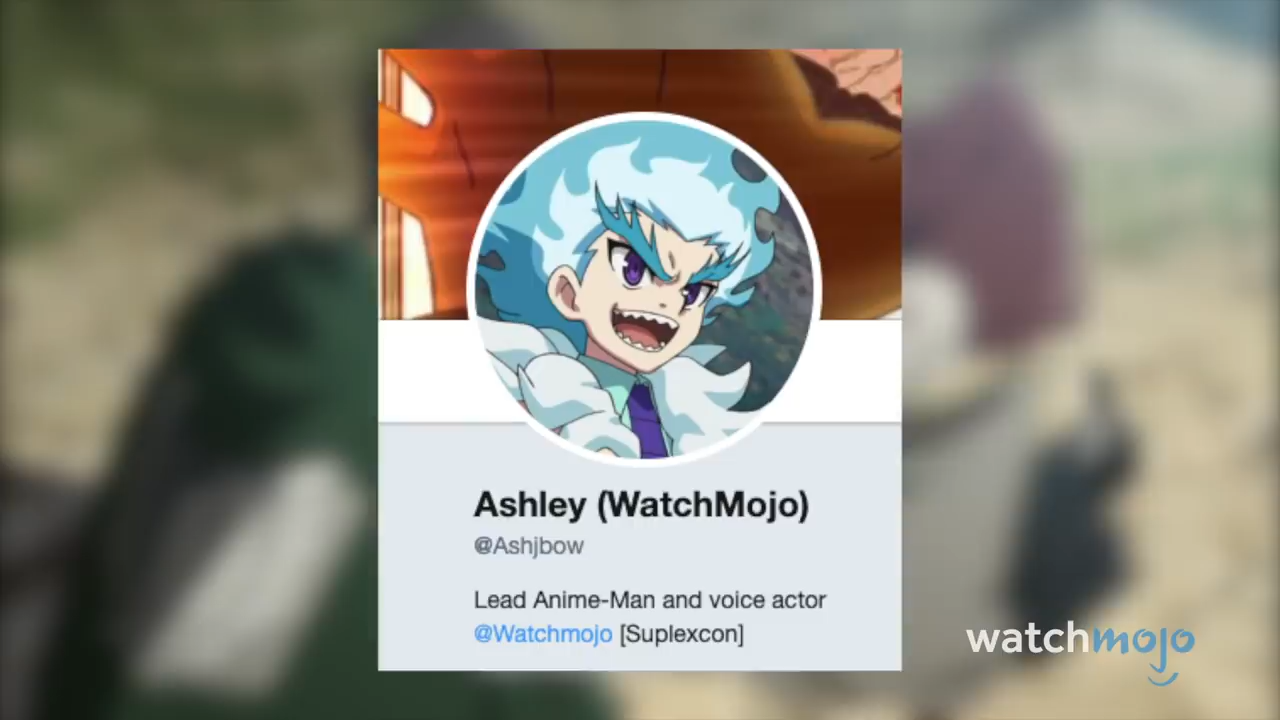 Ashley (WatchMojo)
@Ashjbow
Lead Anime-Man and voice actor
@Watchmojo [Suplexcon]
watchmojo